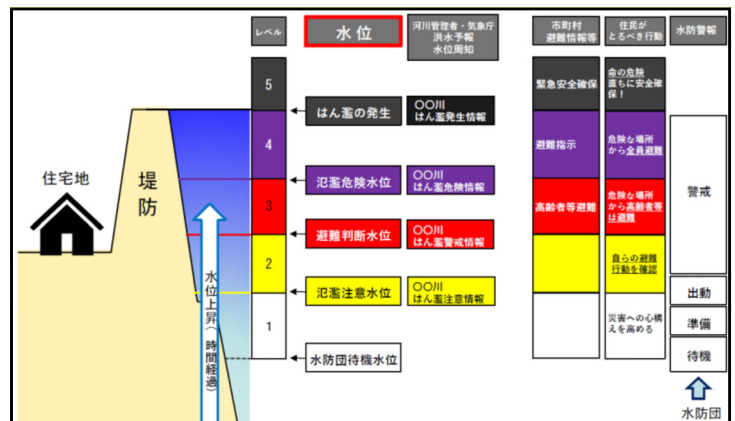 レベル
水位
河川管理者・気象庁
洪水予報
水位周知
市町村
避難情報等
住民が
とるべき行動
水防警報
5
緊急安全確保
命の危険
直ちに安全確
保！
はん濫の発生
〇〇川
はん濫発生情報
4
避難指示
危険な場所
から全員避難
住宅地
堤防
氾濫危険水位
〇〇川
はん濫危険情報
警戒
3
高齢者等避難
危険な場所
から高齢者等
は避難
避難判断水位
〇〇川
はん濫警戒情報
2
自らの避難
行動を確認
水位上昇（時間経過）
氾濫注意水位
〇〇川
はん濫注意情報
出動
1
災害への心構
えを高める
準備
水防団待機水位
待機
水防団